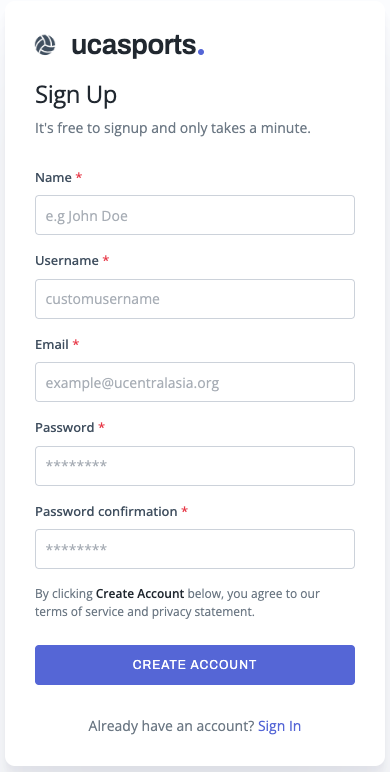 ucasports.
Sign Up
It's free to signup and only takes a minute.
Name *
e.g John Doe
Username *
customusername
Email *
example@ucentralasia.org
Password *
********
Password confirmation *
********
By clicking Create Account below, you agree to our
terms of service and privacy statement.
CREATE ACCOUNT
Already have an account? Sign In